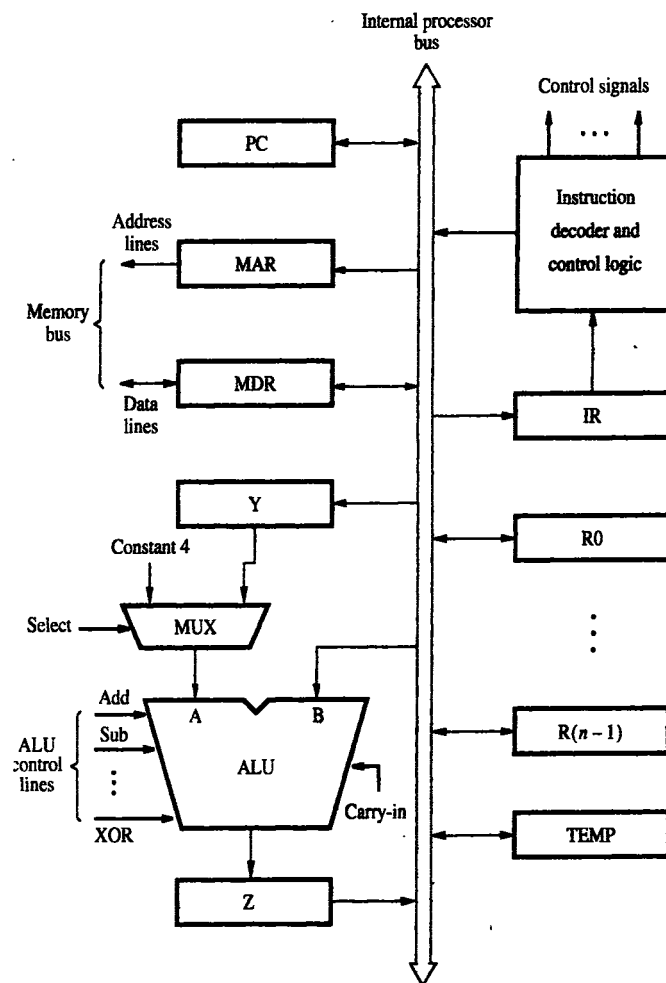 Internal processor
bus
Control signals
...
PC
Instruction
decoder and
control logic
Address
lines
MAR
Memory
bus
MDR
Data
lines
IR
Y
Constant 4
R0
Select
MUX
Add
A
B
R(n - 1)
Sub
ALU
control
lines
ALU
Carry-in
XOR
TEMP
Z